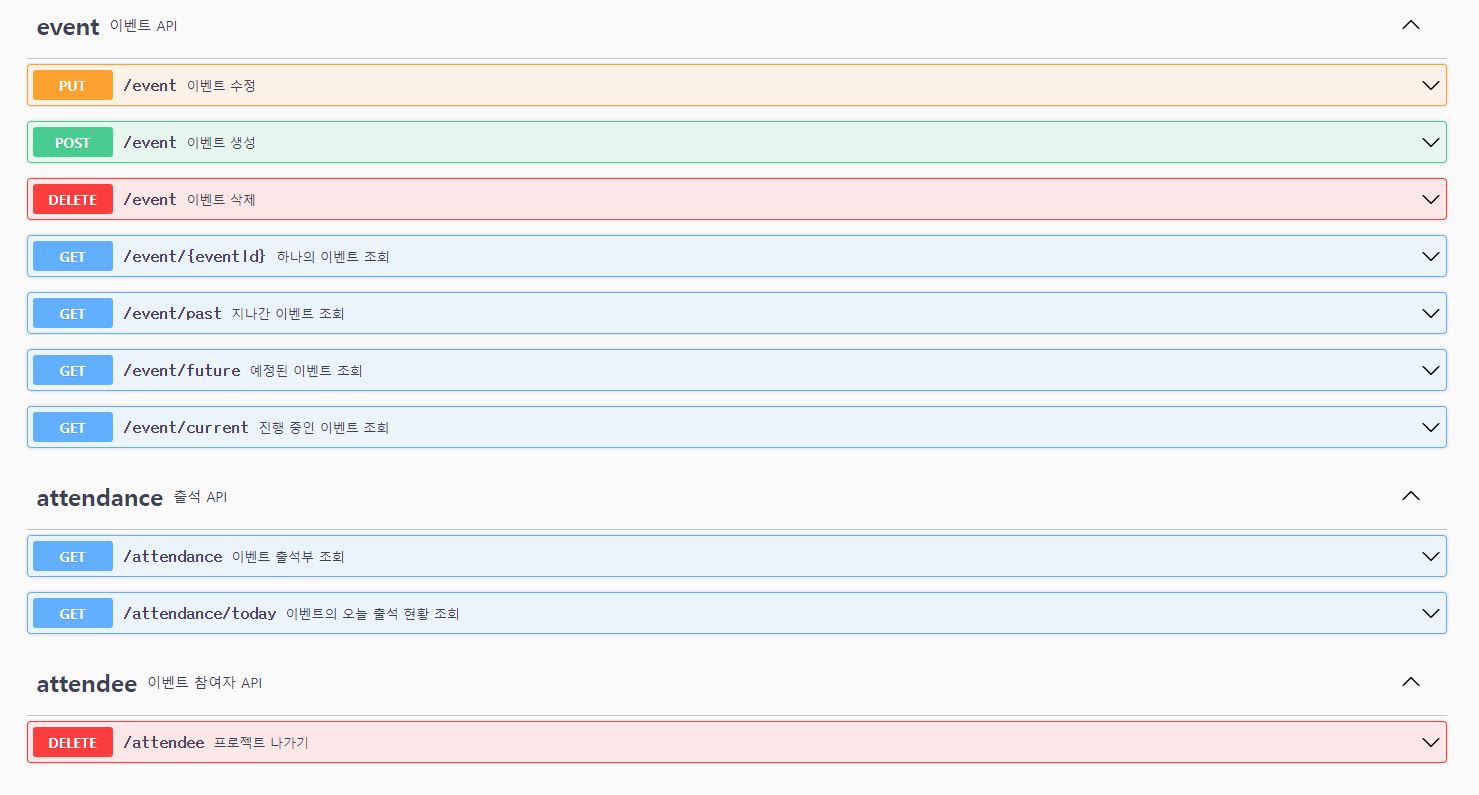 event 이벤트 API
PUT /event 이벤트 수정
POST /event 이벤트 생성
DELETE /event 이벤트 삭제
GET /event/{eventId} 하나의 이벤트 조회
GET /event/past 지나간 이벤트 조회
GET /event/future 예정된 이벤트 조회
GET /event/current 진행 중인 이벤트 조회
attendance 출석 API
GET /attendance 이벤트 출석부 조회
GET /attendance/today 이벤트의 오늘 출석 현황 조회
attendee 이벤트 참여자 API
DELETE /attendee 프로젝트 나가기